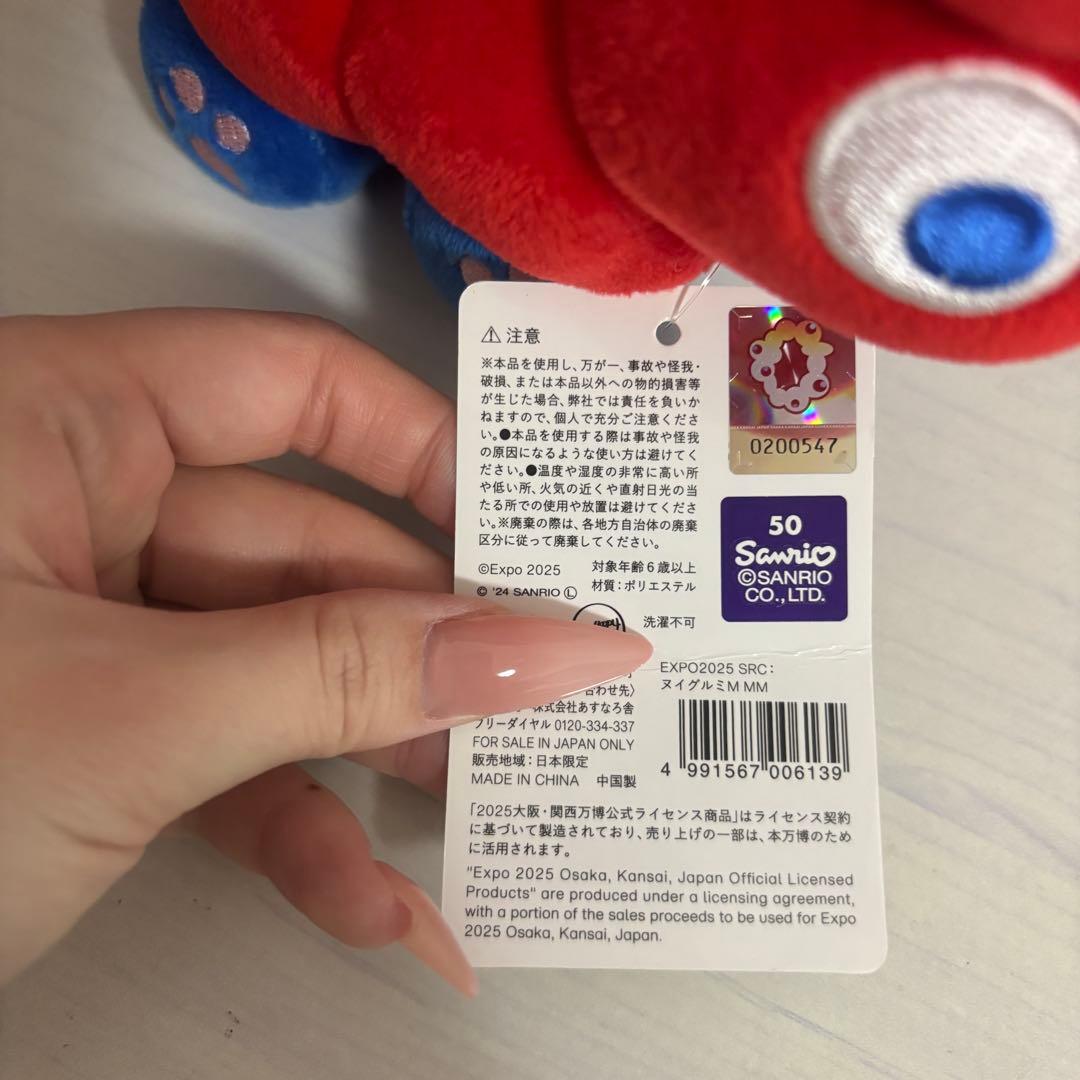 ⚠ 注意
※本品を使用し、万が一、事故や怪我・
破損、または本品以外への物的損害等
が生じた場合、弊社では責任を負いか
ねますので、個人で充分ご注意くださ
い。●本品を使用する際は事故や怪我
の原因になるような使い方は避けてく
ださい。●温度や湿度の非常に高い所
や低い所、火気の近くや直射日光の当
たる所での使用や放置は避けてくださ
い。※廃棄の際は、各地方自治体の廃棄
区分に従って廃棄してください。
©Expo 2025
対象年齢6歳以上
© '24 SANRIO Ⓛ
材質：ポリエステル
洗濯不可
0200547
50
Sanrio
©SANRIO
CO., LTD.
合わせ先〉
株式会社あすなろ舎
フリーダイヤル 0120-334-337
FOR SALE IN JAPAN ONLY
販売地域：日本限定
MADE IN CHINA 中国製
EXPO2025 SRC：
ヌイグルミM MM
4 991567 006139
「2025大阪・関西万博公式ライセンス商品」はライセンス契約
に基づいて製造されており、売り上げの一部は、本万博のため
に活用されます。
"Expo 2025 Osaka, Kansai, Japan Official Licensed
Products" are produced under a licensing agreement,
with a portion of the sales proceeds to be used for Expo
2025 Osaka, Kansai, Japan.